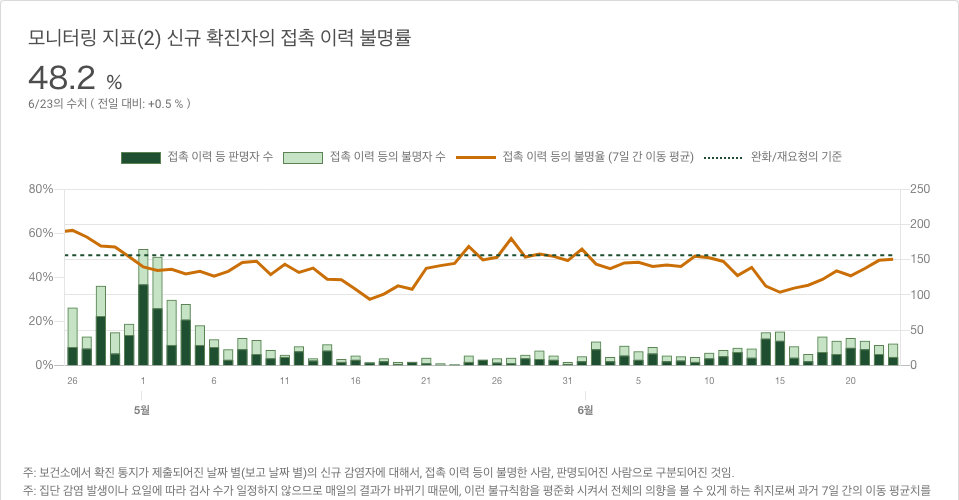 모니터링 지표(2) 신규 확진자의 접촉 이력 불명률
48.2 %
6/23의 수치 ( 전일 대비: +0.5 % )
접촉 이력 등 판명자 수 접촉 이력 등의 불명자 수 접촉 이력 등의 불명율 (7일 간 이동 평균) 완화/재요청의 기준
80% 250
200
60%
150
40%
100
20%
50
0% 0
26 1 6 11 16 21 26 31 5 10 15 20
5월 6월
주: 보건소에서 확진 통지가 제출되어진 날짜 별(보고 날짜 별)의 신규 감염자에 대해서, 접촉 이력 등이 불명한 사람, 판명되어진 사람으로 구분되어진 것임.
주: 집단 감염 발생이나 요일에 따라 검사 수가 일정하지 않으므로 매일의 결과가 바뀌기 때문에, 이런 불규칙함을 평준화 시켜서 전체의 의향을 볼 수 있게 하는 취지로써 과거 7일 간의 이동 평균치를